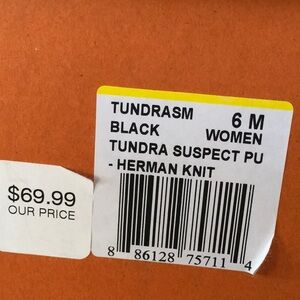 TUNDRASM 6 M
BLACK WOMEN
TUNDRA SUSPECT PU
- HERMAN KNIT
$69.99
OUR PRICE
8 86128 75711 4